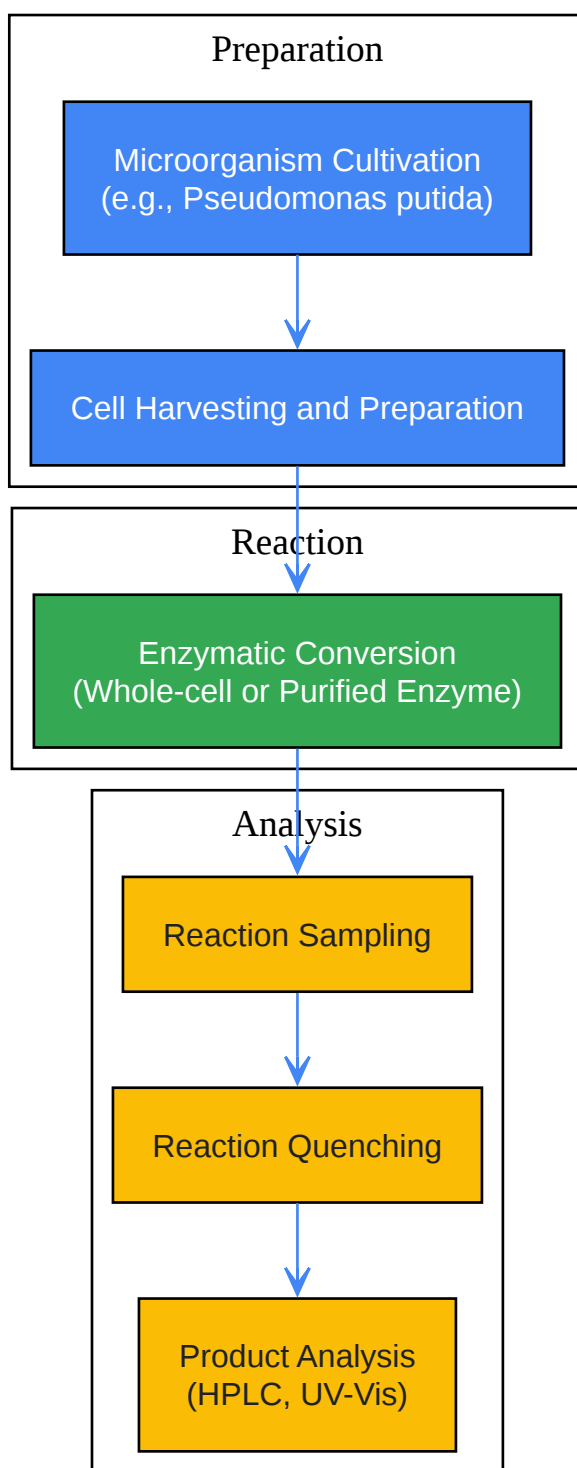 Preparation
Microorganism Cultivation
(e.g., Pseudomonas putida)
Cell Harvesting and Preparation
Reaction
Enzymatic Conversion
(Whole-cell or Purified Enzyme)
Analysis
Reaction Sampling
Reaction Quenching
Product Analysis
(HPLC, UV-Vis)